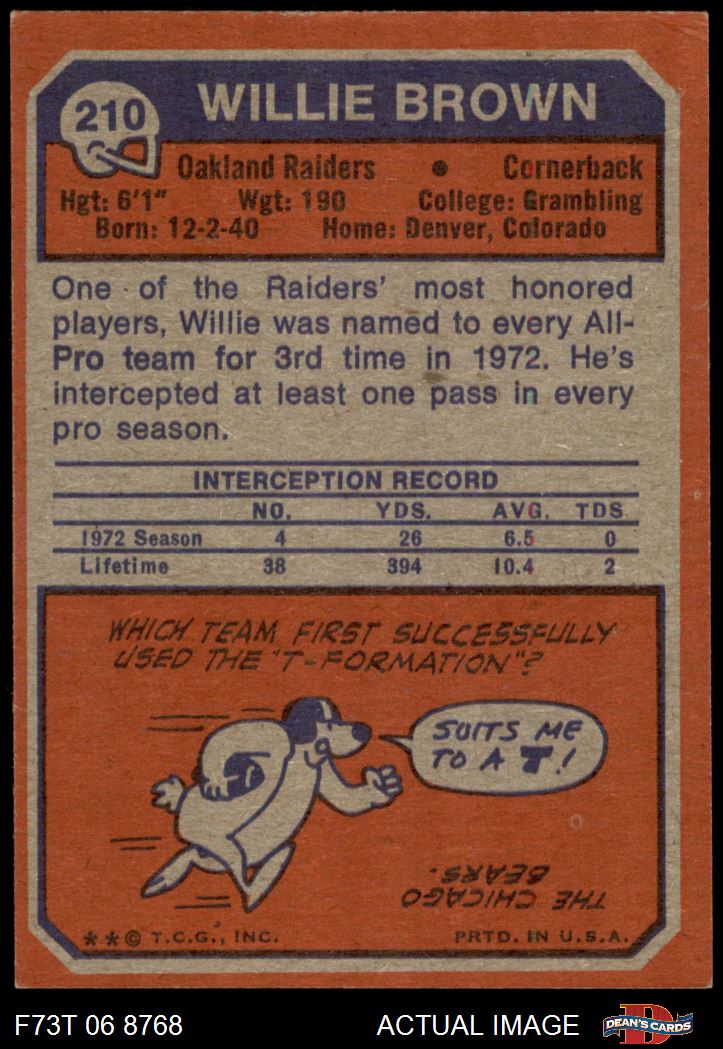 210 WILLIE BROWN
Oakland Raiders • Cornerback
Hgt: 6'1" Wgt: 190 College: Grambling
Born: 12-2-40 Home: Denver, Colorado
One of the Raiders' most honored
players, Willie was named to every All-
Pro team for 3rd time in 1972. He's
intercepted at least one pass in every
pro season.
INTERCEPTION RECORD
NO. YDS. AVG. TDS
1972 Season 4 26 6.5 0
Lifetime 38 394 10.4 2
WHICH TEAM FIRST SUCCESSFULLY
USED THE "T-FORMATION"?
SUITS ME
TO A T!
THE CHICAGO
BEARS.
**© T.C.G., INC. PRTD. IN U.S.A.
F73T 06 8768 ACTUAL IMAGE D DEAN'S CARDS